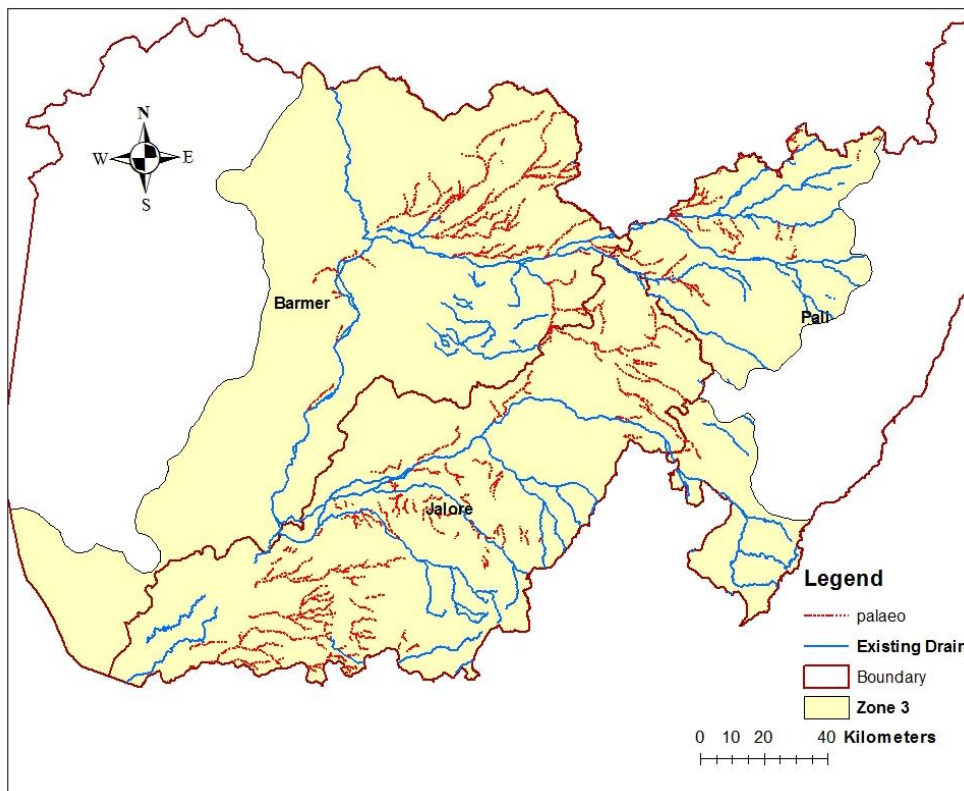 N
W E
S
Barmer
Pali
Jalore
Legend
palaeo
Existing Drain
Boundary
Zone 3
0 10 20 40 Kilometers